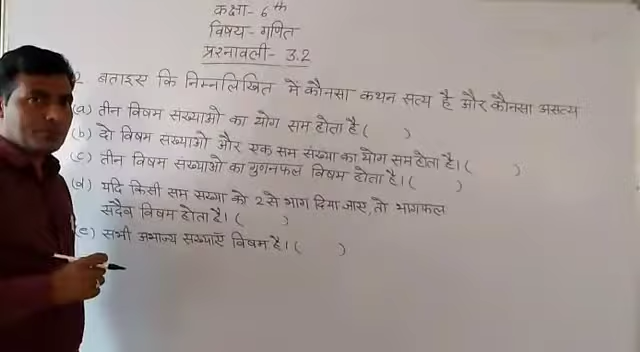 कक्षा- 6th
विषय- गणित
प्रश्नावली- 3.2
2. बताइए कि निम्नलिखित में कौनसा कथन सत्य है और कौनसा असत्य
(a) तीन विषम संख्याओ का योग सम होता है ( )
(b) दो विषम संख्याओ और एक सम संख्या का योग सम होता है। ( )
(c) तीन विषम संख्याओ का गुणनफल विषम होता है। ( )
(d) यदि किसी सम संख्या को 2 से भाग दिया जाए, तो भागफल
सदैव विषम होता है। ( )
(e) सभी अभाज्य संख्याएँ विषम है। ( )